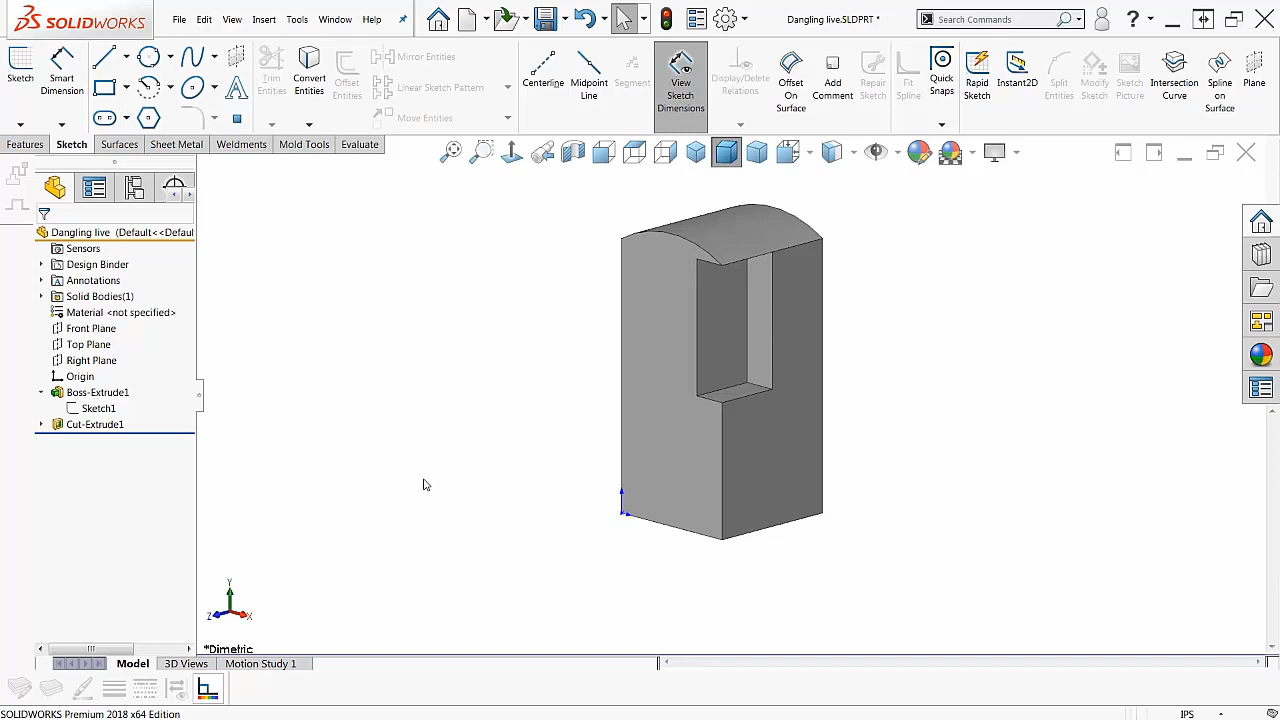 SOLIDWORKS
File
Edit
View
Insert
Tools
Window
Help
Dangling live.SLDPRT *
Search Commands
Sketch
Smart Dimension
Trim Entities
Convert Entities
Offset Entities
Mirror Entities
Linear Sketch Pattern
Move Entities
Centerline
Midpoint Line
Segment
View Sketch Dimensions
Display/Delete Relations
Offset On Surface
Add Comment
Repair Sketch
Fit Spline
Quick Snaps
Rapid Sketch
Instant2D
Split Entities
Modify Sketch
Sketch Picture
Intersection Curve
Spline on Surface
Plane
Features
Sketch
Surfaces
Sheet Metal
Weldments
Mold Tools
Evaluate
Dangling live (Default<<Defaul
Sensors
Design Binder
Annotations
Solid Bodies(1)
Material <not specified>
Front Plane
Top Plane
Right Plane
Origin
Boss-Extrude1
Sketch1
Cut-Extrude1
Y
Z
X
*Dimetric
Model
3D Views
Motion Study 1
SOLIDWORKS Premium 2018 x64 Edition
IPS